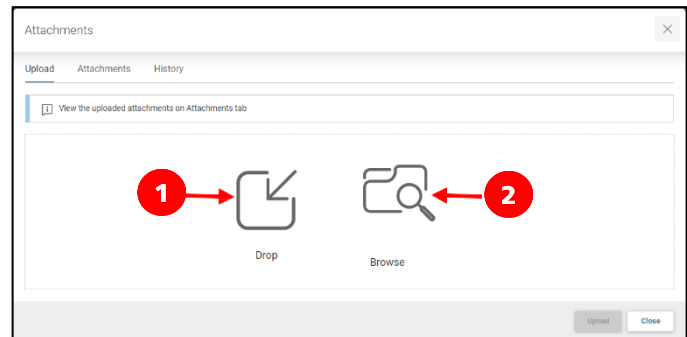 Attachments
Upload Attachments History
View the uploaded attachments on Attachments tab
1 2
Drop
Browse
Upload Close